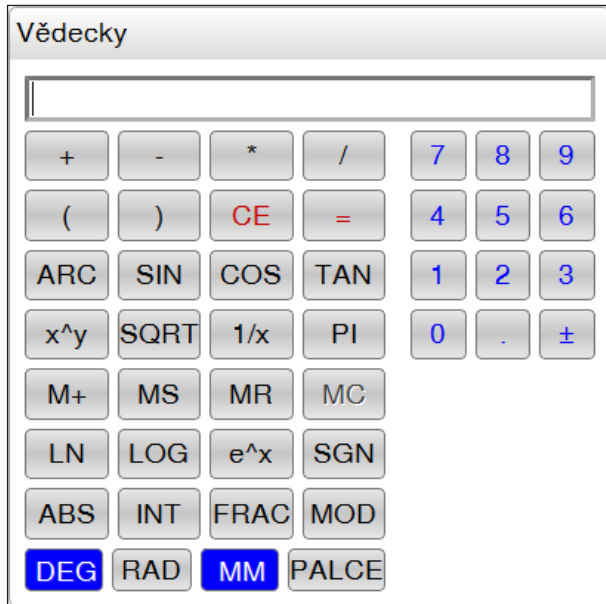 Vědecky
+ - * / 7 8 9
( ) CE = 4 5 6
ARC SIN COS TAN 1 2 3
x^y SQRT 1/x PI 0 . ±
M+ MS MR MC
LN LOG e^x SGN
ABS INT FRAC MOD
DEG RAD MM PALCE